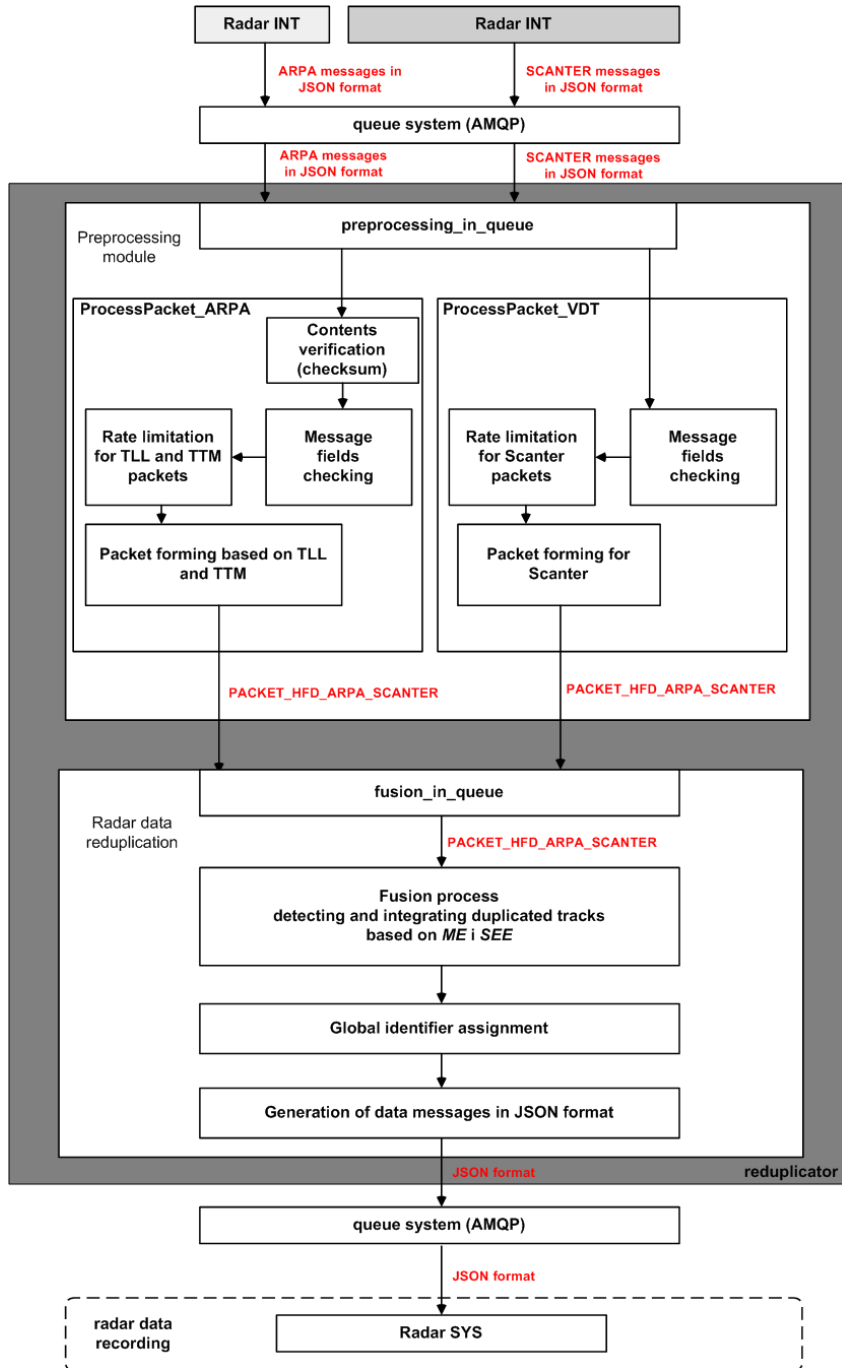 Radar INT
Radar INT
ARPA messages in
JSON format
SCANTER messages
in JSON format
queue system (AMQP)
ARPA messages
in JSON format
SCANTER messages
in JSON format
preprocessing_in_queue
Preprocessing
module
ProcessPacket_ARPA
ProcessPacket_VDT
Contents
verification
(checksum)
Rate limitation
for TLL and TTM
packets
Message
fields
checking
Rate limitation
for Scanter
packets
Message
fields
checking
Packet forming based on TLL
and TTM
Packet forming for
Scanter
PACKET_HFD_ARPA_SCANTER
PACKET_HFD_ARPA_SCANTER
fusion_in_queue
Radar data
reduplication
PACKET_HFD_ARPA_SCANTER
Fusion process
detecting and integrating duplicated tracks
based on ME i SEE
Global identifier assignment
Generation of data messages in JSON format
JSON format
reduplicator
queue system (AMQP)
JSON format
radar data
recording
Radar SYS